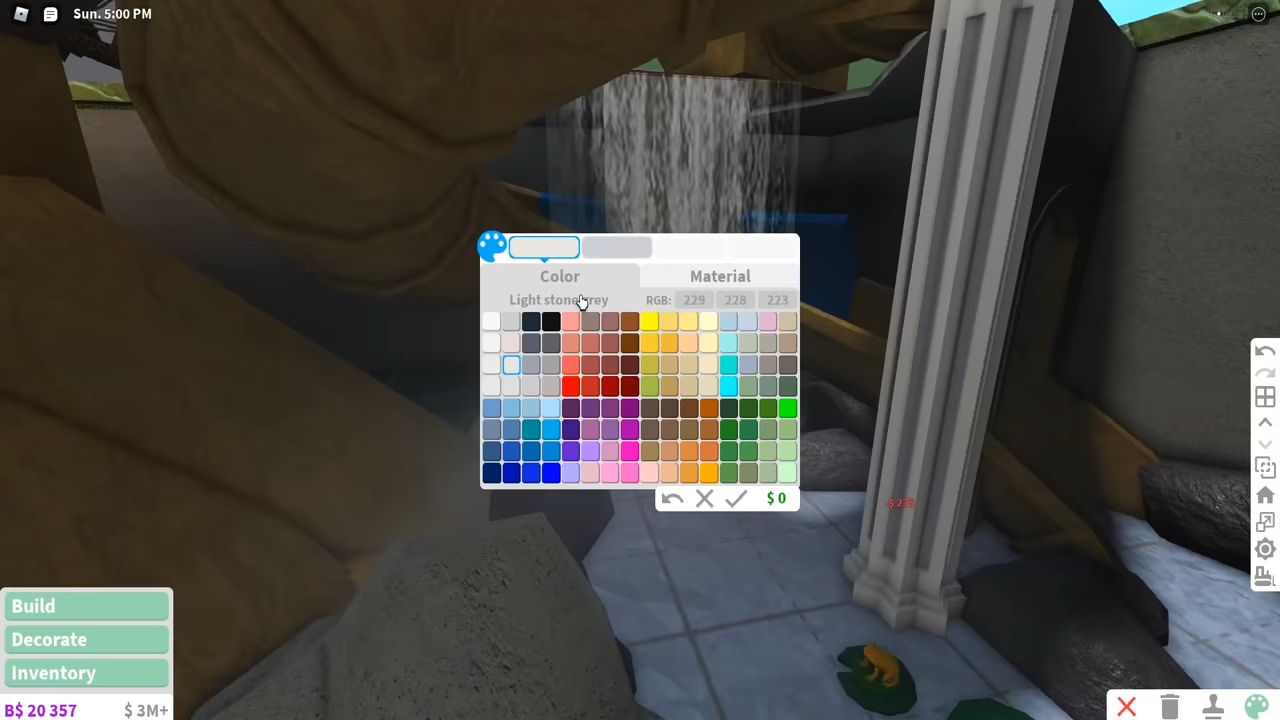 Sun. 5:00 PM
Color
Material
Light stone grey
RGB: 229 228 223
$ 0
Build
Decorate
Inventory
B$ 20 357
$ 3M+